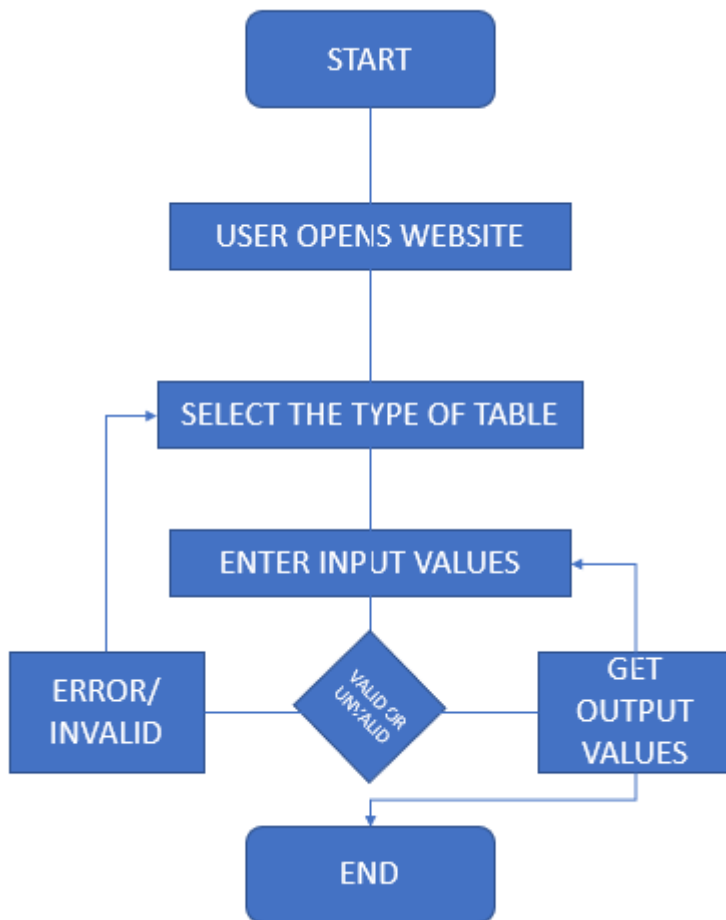 START
USER OPENS WEBSITE
SELECT THE TYPE OF TABLE
ENTER INPUT VALUES
ERROR/
INVALID
VALID OR
UNVALID
GET
OUTPUT
VALUES
END